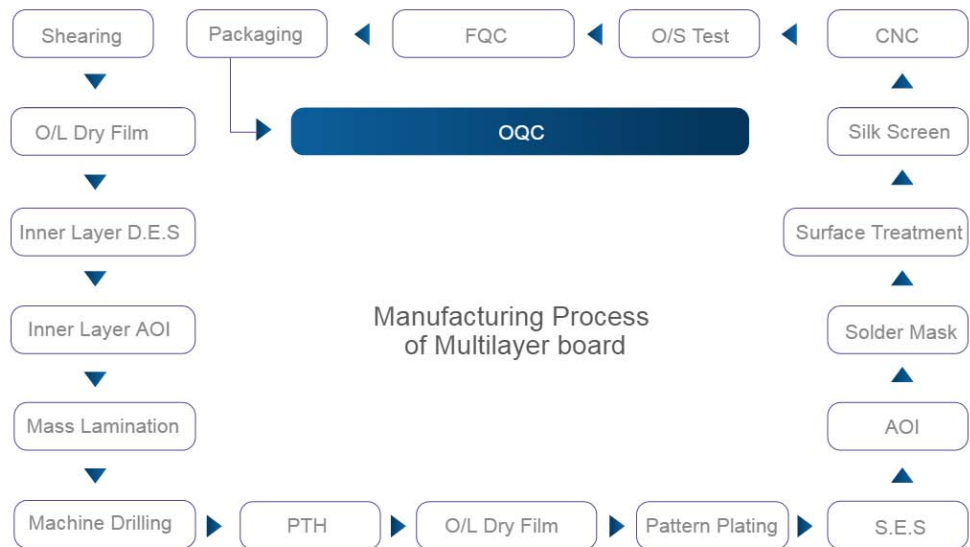 Shearing
Packaging
FQC
O/S Test
CNC
O/L Dry Film
OQC
Silk Screen
Inner Layer D.E.S
Surface Treatment
Inner Layer AOI
Manufacturing Process
of Multilayer board
Solder Mask
Mass Lamination
AOI
Machine Drilling
PTH
O/L Dry Film
Pattern Plating
S.E.S